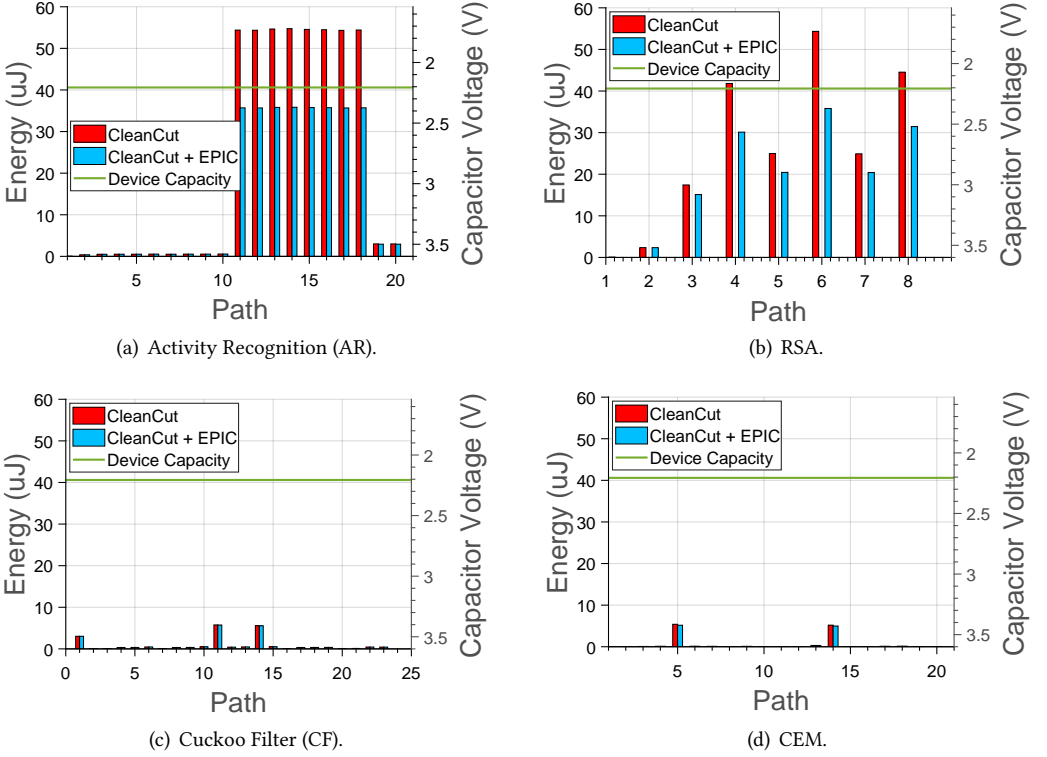 60
50
40
30
20
10
0
Energy (uJ)
2
2.5
3
3.5
Capacitor Voltage (V)
CleanCut
CleanCut + EPIC
Device Capacity
5
10
15
20
Path
(a) Activity Recognition (AR).
60
50
40
30
20
10
0
Energy (uJ)
2
2.5
3
3.5
Capacitor Voltage (V)
CleanCut
CleanCut + EPIC
Device Capacity
1
2
3
4
5
6
7
8
Path
(b) RSA.
60
50
40
30
20
10
0
Energy (uJ)
2
2.5
3
3.5
Capacitor Voltage (V)
CleanCut
CleanCut + EPIC
Device Capacity
0
5
10
15
20
25
Path
(c) Cuckoo Filter (CF).
60
50
40
30
20
10
0
Energy (uJ)
2
2.5
3
3.5
Capacitor Voltage (V)
CleanCut
CleanCut + EPIC
Device Capacity
5
10
15
20
Path
(d) CEM.